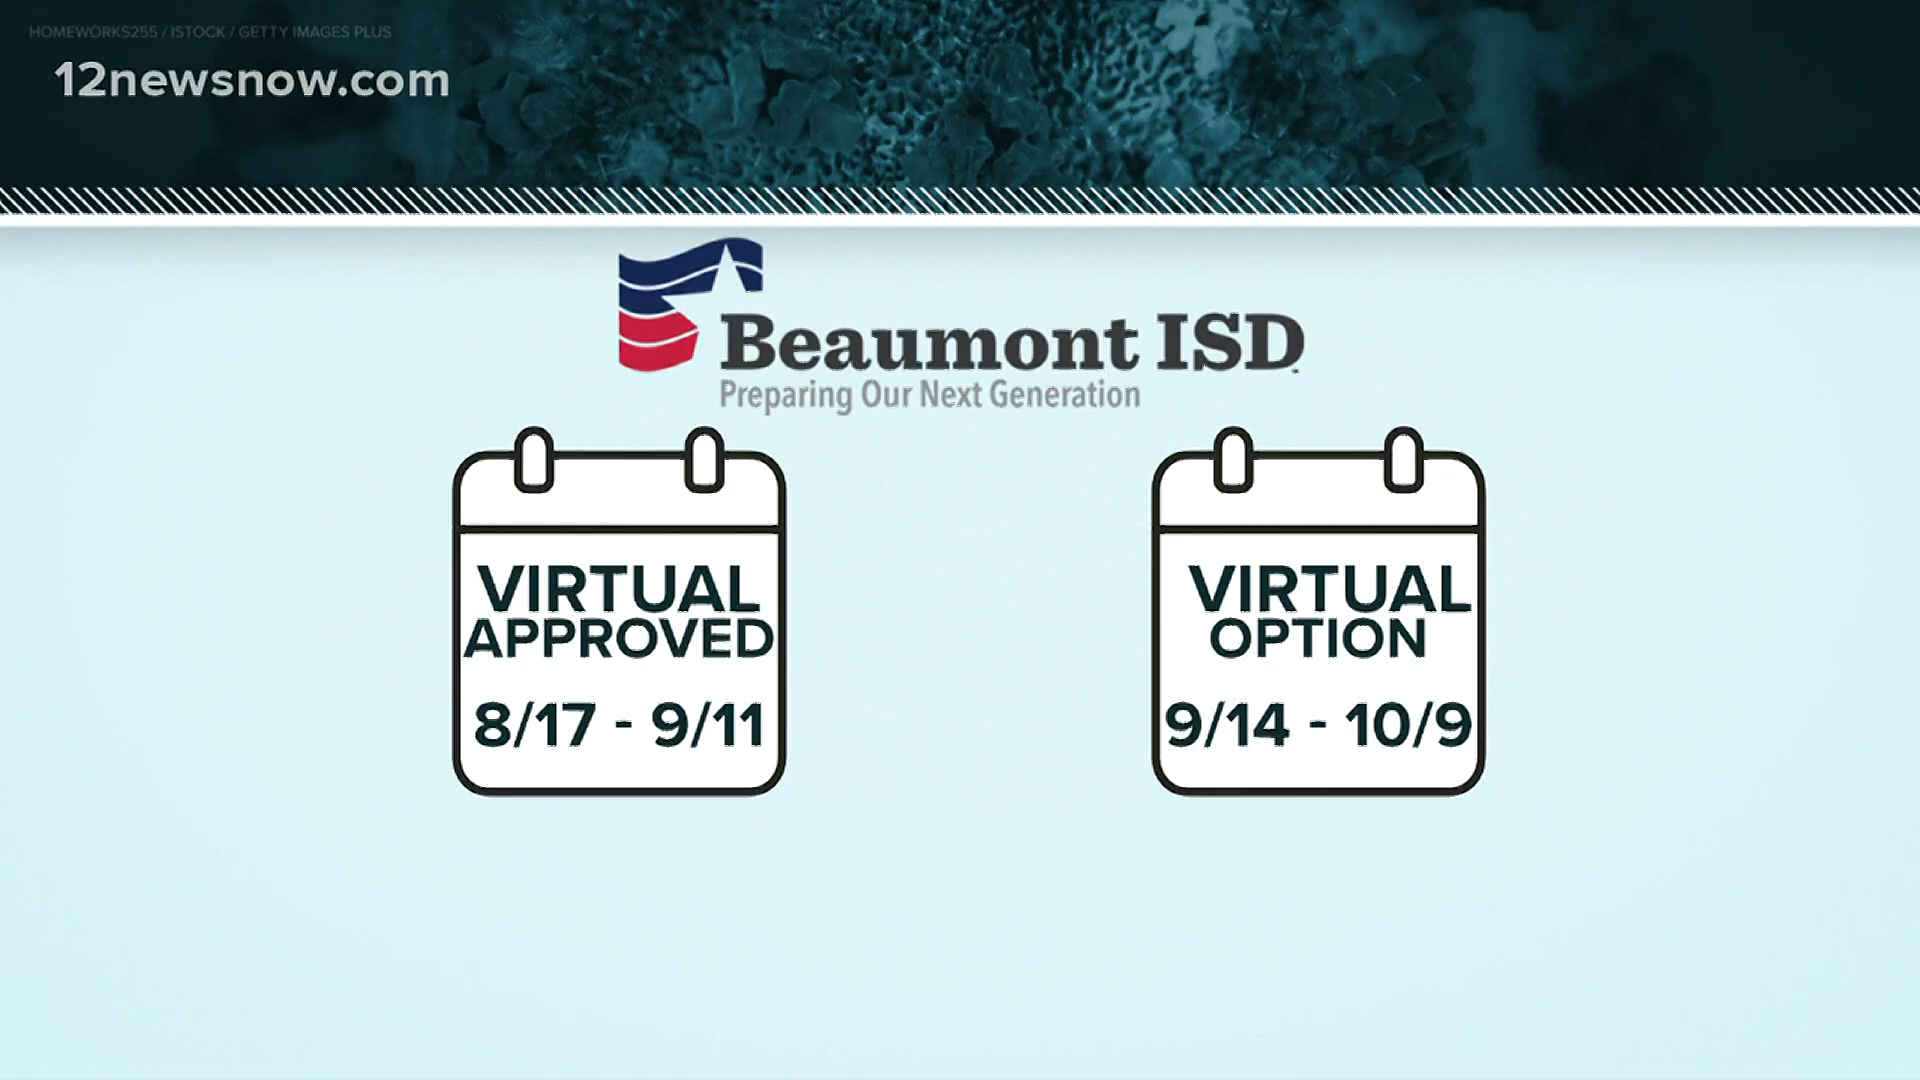 HOMEWORKS255 / ISTOCK / GETTY IMAGES PLUS
12newsnow.com
Beaumont ISD
Preparing Our Next Generation
VIRTUAL
APPROVED
8/17 - 9/11
VIRTUAL
OPTION
9/14 - 10/9